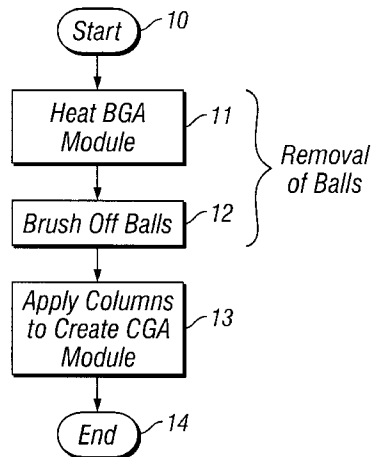 Start
10
Heat BGA
Module
11
Removal
of Balls
Brush Off Balls
12
Apply Columns
to Create CGA
Module
13
End
14